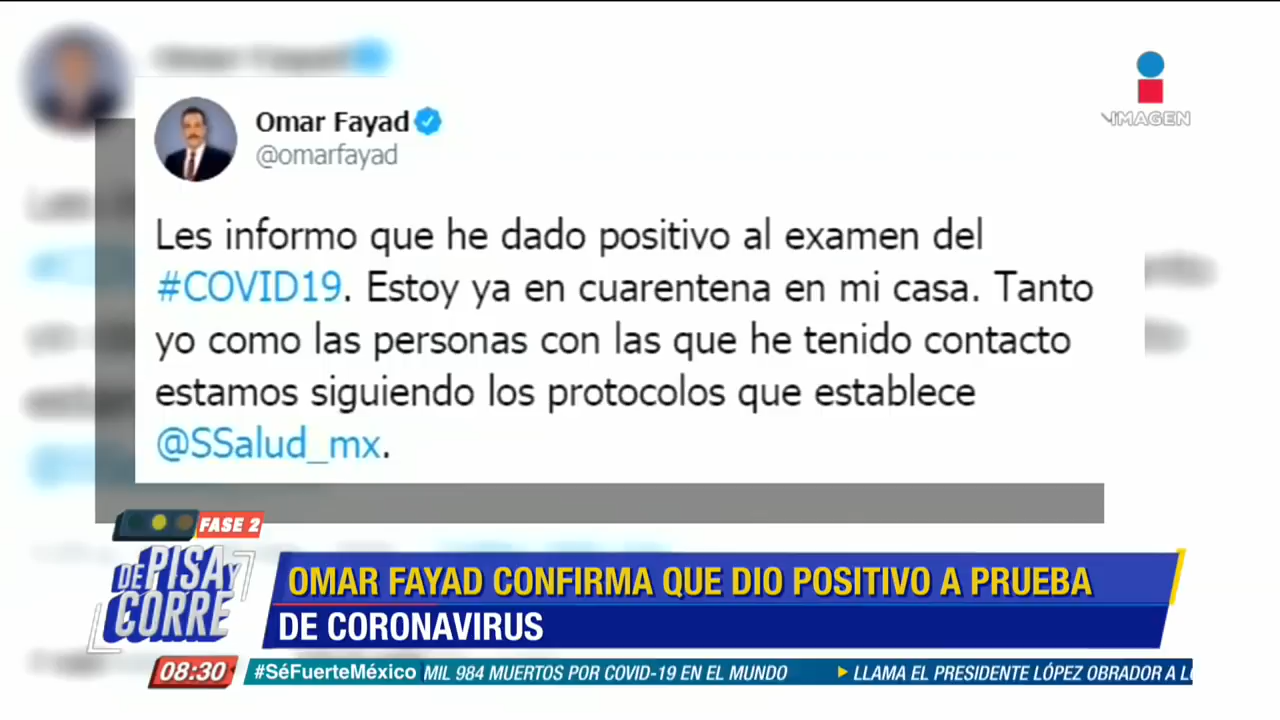 Omar Fayad
@omarfayad
IMAGEN
Les informo que he dado positivo al examen del
#COVID19. Estoy ya en cuarentena en mi casa. Tanto
yo como las personas con las que he tenido contacto
estamos siguiendo los protocolos que establece
@SSalud_mx.
FASE 2
DE PISA Y
CORRE
OMAR FAYAD CONFIRMA QUE DIO POSITIVO A PRUEBA
DE CORONAVIRUS
08:30
#SéFuerteMéxico
MIL 984 MUERTOS POR COVID-19 EN EL MUNDO
LLAMA EL PRESIDENTE LÓPEZ OBRADOR A